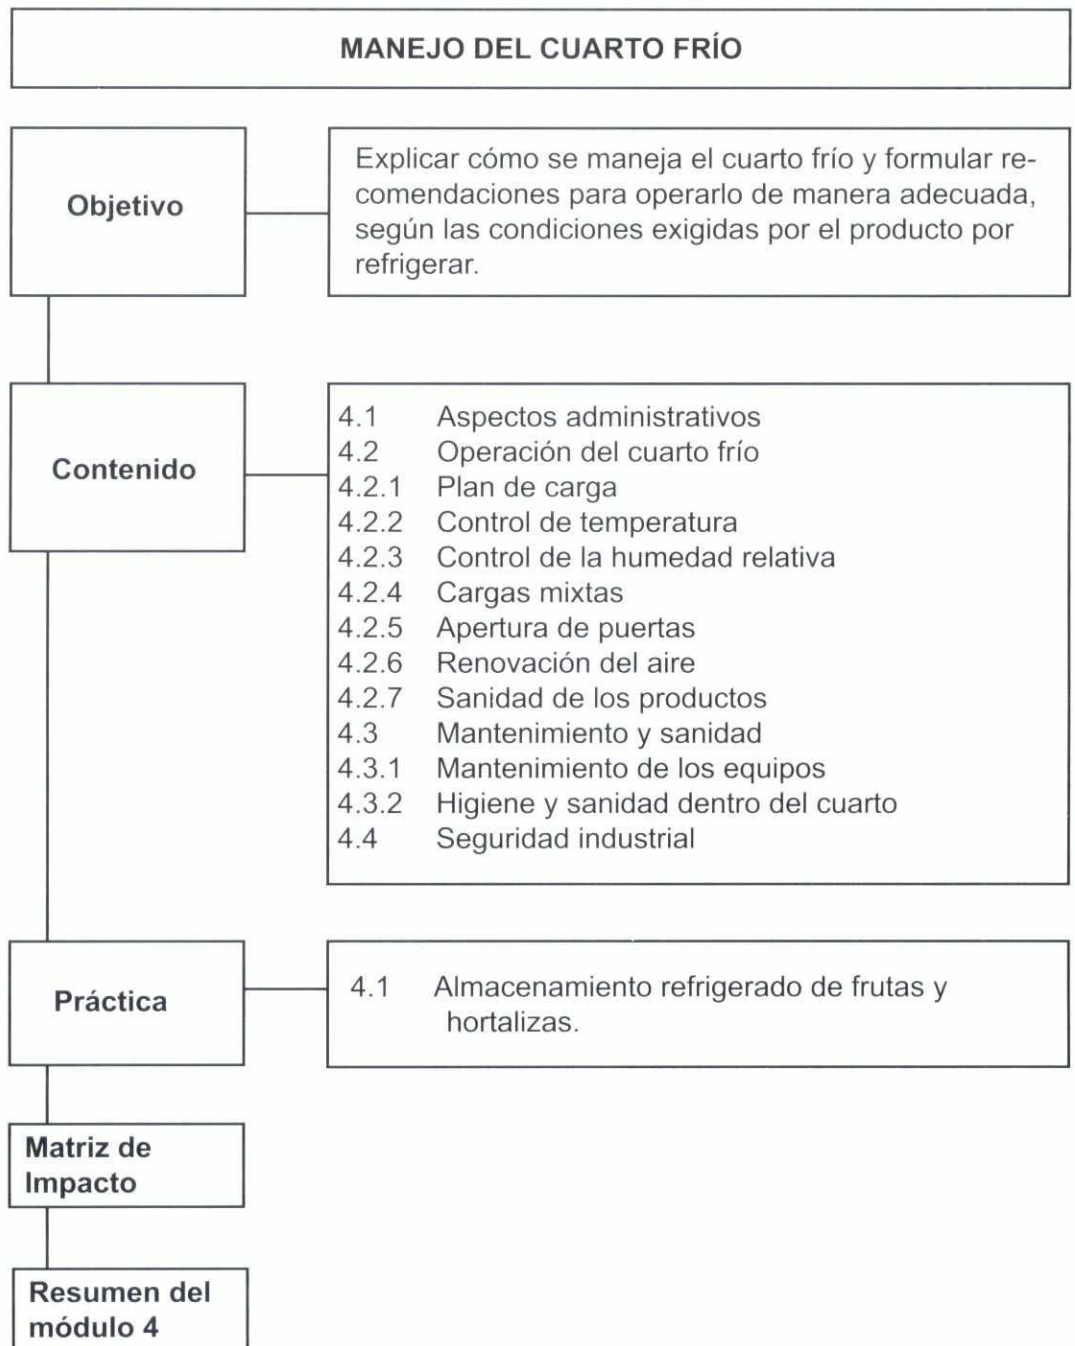 MANEJO DEL CUARTO FRÍO
Objetivo
Explicar cómo se maneja el cuarto frío y formular re-
comendaciones para operarlo de manera adecuada,
según las condiciones exigidas por el producto por
refrigerar.
Contenido
4.1 Aspectos administrativos
4.2 Operación del cuarto frío
4.2.1 Plan de carga
4.2.2 Control de temperatura
4.2.3 Control de la humedad relativa
4.2.4 Cargas mixtas
4.2.5 Apertura de puertas
4.2.6 Renovación del aire
4.2.7 Sanidad de los productos
4.3 Mantenimiento y sanidad
4.3.1 Mantenimiento de los equipos
4.3.2 Higiene y sanidad dentro del cuarto
4.4 Seguridad industrial
Práctica
4.1 Almacenamiento refrigerado de frutas y
hortalizas.
Matriz de
Impacto
Resumen del
módulo 4